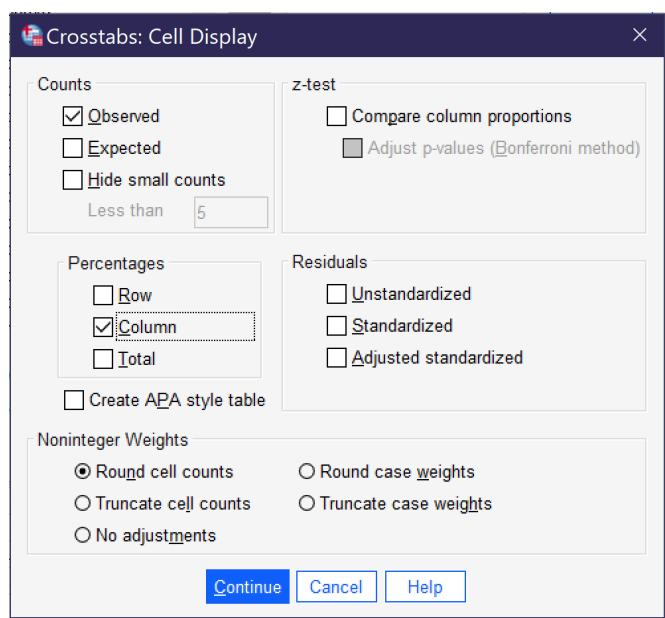 Crosstabs: Cell Display
Counts
Observed
Expected
Hide small counts
Less than 5
z-test
Compare column proportions
Adjust p-values (Bonferroni method)
Percentages
Row
Column
Total
Create APA style table
Residuals
Unstandardized
Standardized
Adjusted standardized
Noninteger Weights
Round cell counts
Round case weights
Truncate cell counts
Truncate case weights
No adjustments
Continue
Cancel
Help